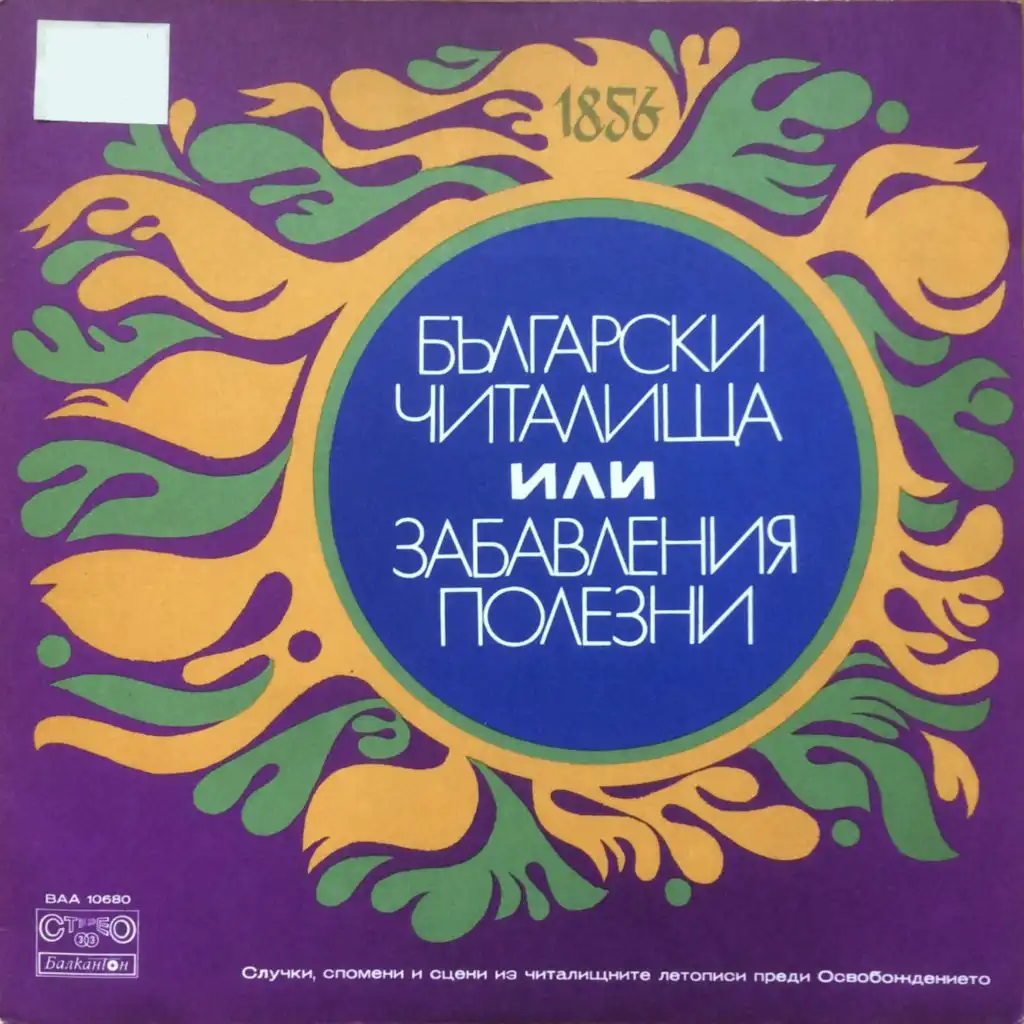 1856
БЪЛГАРСКИ
ЧИТАЛИЩА
ИЛИ
ЗАБАВЛЕНИЯ
ПОЛЕЗНИ
ВАА 10680
СТЕРЕО
33
Балкантон
Случки, спомени и сцени из читалищните летописи преди Освобождението